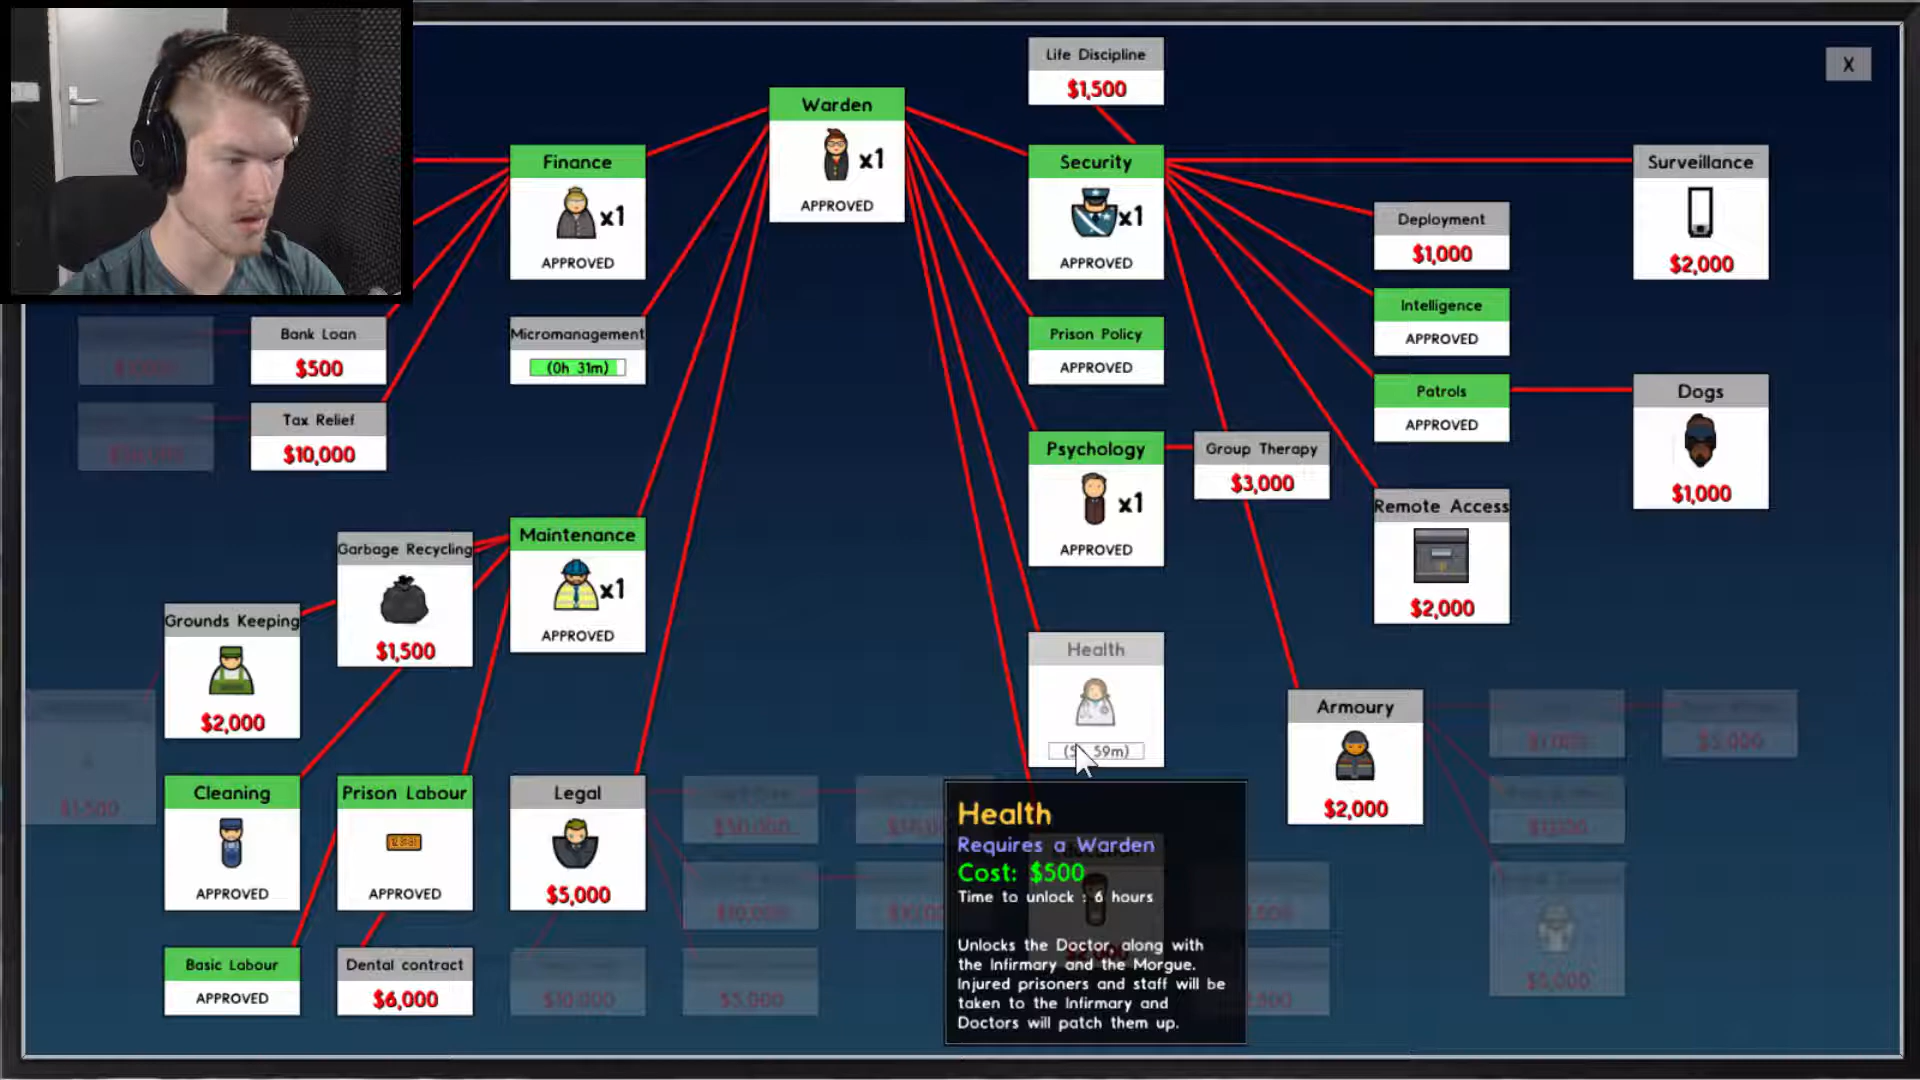 Life Discipline
$1,500
X
Warden
x1
APPROVED
Finance
x1
APPROVED
Security
x1
APPROVED
Surveillance
$2,000
Deployment
$1,000
Intelligence
APPROVED
Bank Loan
$500
Micromanagement
(0h 31m)
Prison Policy
APPROVED
Patrols
APPROVED
Dogs
$1,000
Tax Relief
$10,000
Psychology
x1
APPROVED
Group Therapy
$3,000
Remote Access
$2,000
Garbage Recycling
$1,500
Maintenance
x1
APPROVED
Grounds Keeping
$2,000
Health
59m)
Armoury
$2,000
$1,500
Cleaning
APPROVED
Prison Labour
APPROVED
Legal
$5,000
Basic Labour
APPROVED
Dental contract
$6,000
Health
Requires a Warden
Cost: $500
Time to unlock : 6 hours
Unlocks the Doctor, along with
the Infirmary and the Morgue.
Injured prisoners and staff will be
taken to the Infirmary and
Doctors will patch them up.